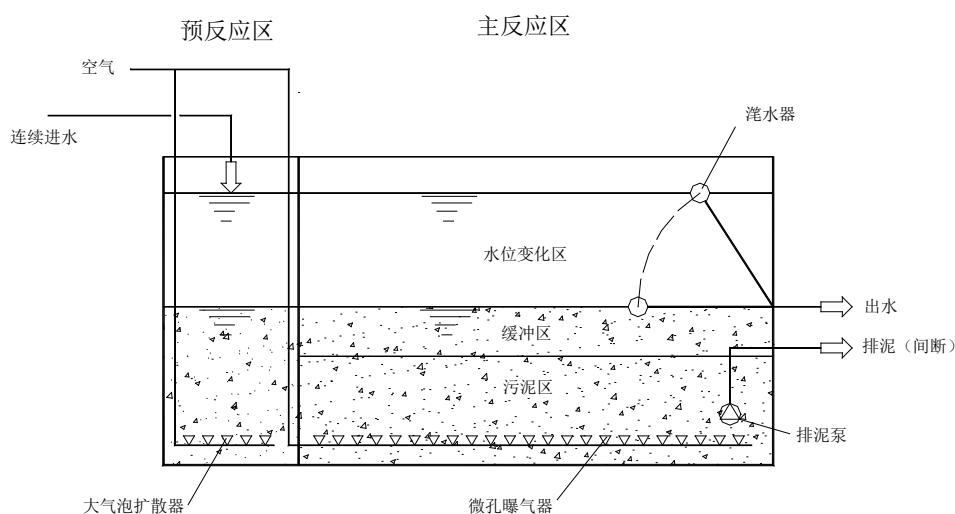 预反应区
主反应区
空气
连续进水
滗水器
水位变化区
出水
缓冲区
排泥（间断）
污泥区
排泥泵
大气泡扩散器
微孔曝气器